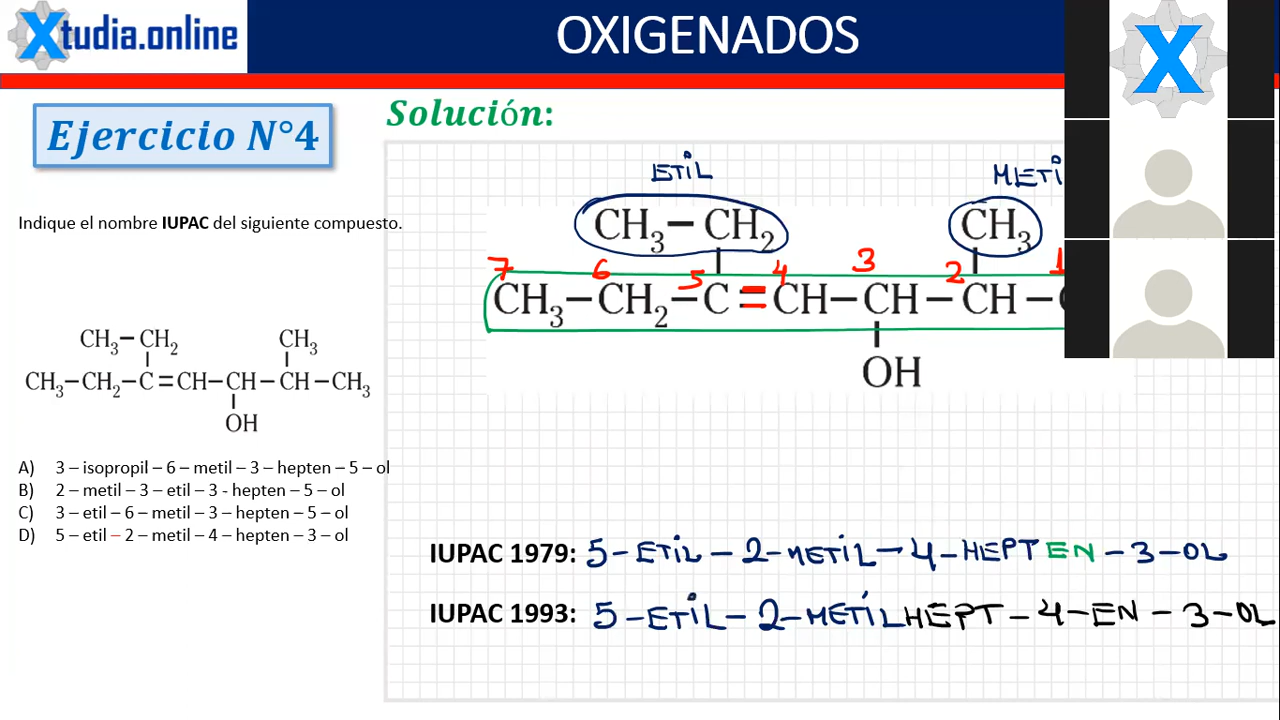 Xtudia.online
OXIGENADOS
X
Ejercicio N°4
Solución:
Indique el nombre IUPAC del siguiente compuesto.
CH3–CH2 CH3
CH3–CH2–C=CH–CH–CH–CH3
OH
A) 3 – isopropil – 6 – metil – 3 – hepten – 5 – ol
B) 2 – metil – 3 – etil – 3 - hepten – 5 – ol
C) 3 – etil – 6 – metil – 3 – hepten – 5 – ol
D) 5 – etil – 2 – metil – 4 – hepten – 3 – ol
ETIL METI
CH3–CH2 CH3
7 6 5 4 3 2 1
CH3–CH2–C=CH–CH–CH–C
OH
IUPAC 1979: 5-ETIL-2-METIL-4-HEPTEN-3-OL
IUPAC 1993: 5-ETIL-2-METILHEPT-4-EN-3-OL